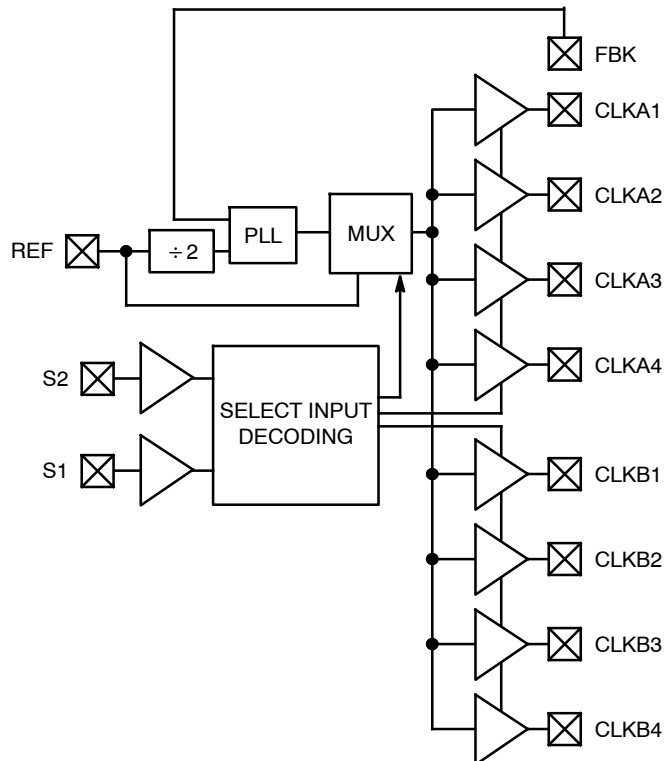 FBK
CLKA1
CLKA2
PLL
MUX
REF
÷2
CLKA3
S2
CLKA4
SELECT INPUT
DECODING
S1
CLKB1
CLKB2
CLKB3
CLKB4